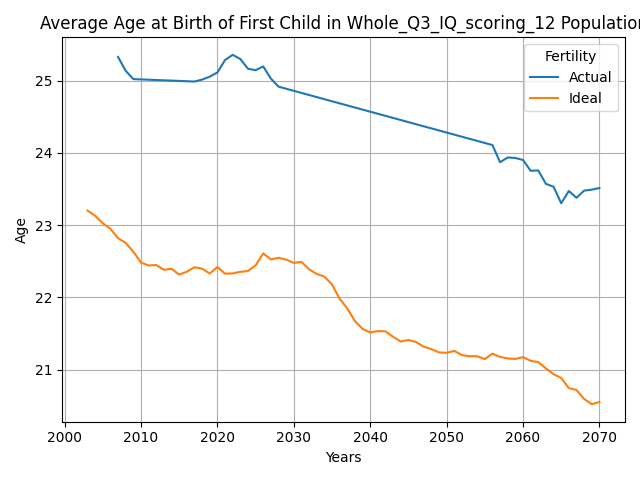 Average Age at Birth of First Child in Whole_Q3_IQ_scoring_12 Population
Fertility
Actual
Ideal
25
24
23
22
21
Age
2000 2010 2020 2030 2040 2050 2060 2070
Years